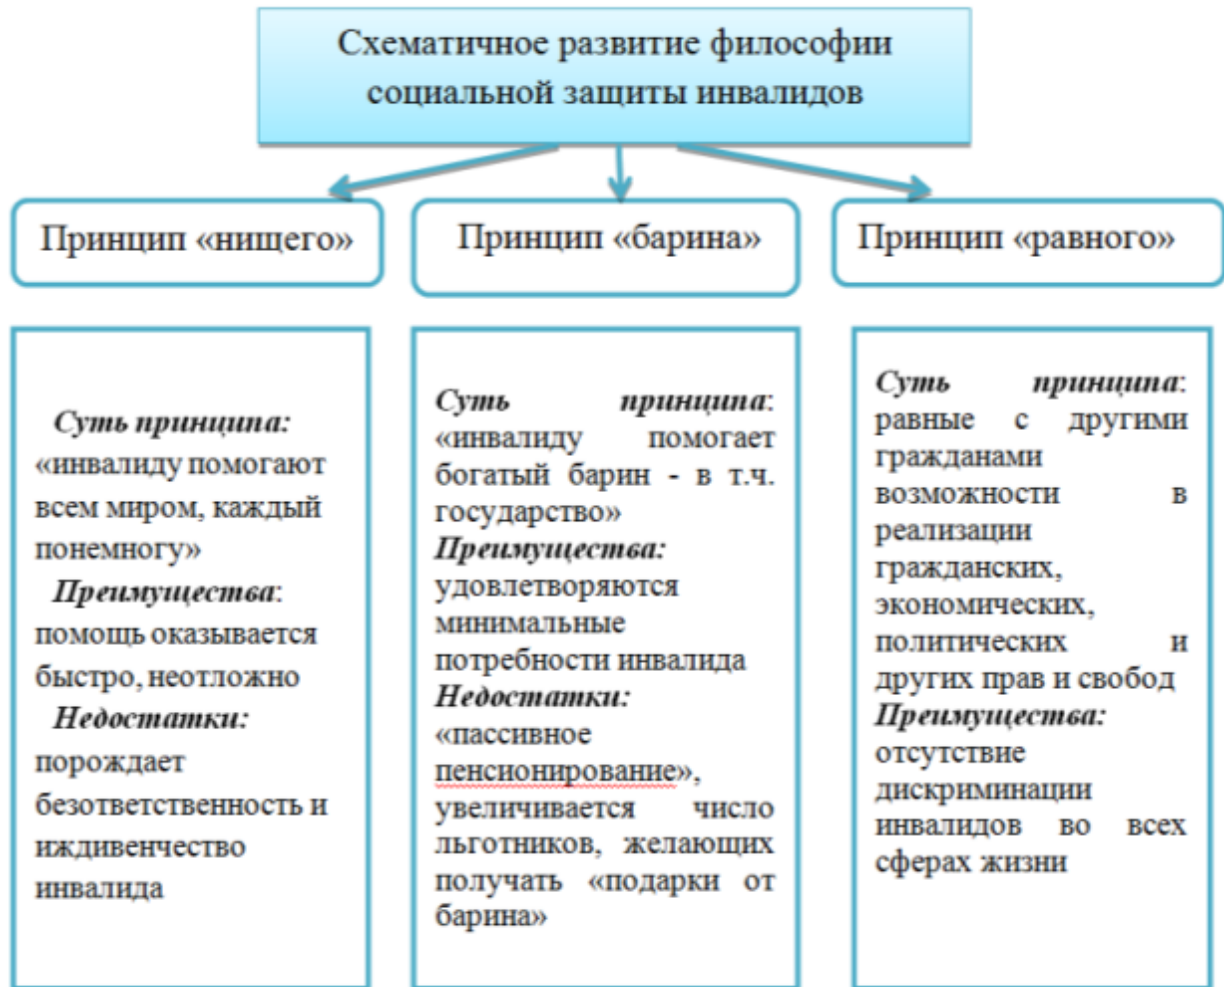 Схематичное развитие философии
социальной защиты инвалидов
Принцип «нищего»
Принцип «барина»
Принцип «равного»
Суть принципа:
«инвалиду помогают
всем миром, каждый
понемногу»
Преимущества:
помощь оказывается
быстро, неотложно
Недостатки:
порождает
безответственность и
иждивенчество
инвалида
Суть принципа:
«инвалиду помогает
богатый барин - в т.ч.
государство»
Преимущества:
удовлетворяются
минимальные
потребности инвалида
Недостатки:
«пассивное
пенсионирование»,
увеличивается число
льготников, желающих
получать «подарки от
барина»
Суть принципа:
равные с другими
гражданами
возможности в
реализации
гражданских,
экономических,
политических и
других прав и свобод
Преимущества:
отсутствие
дискриминации
инвалидов во всех
сферах жизни